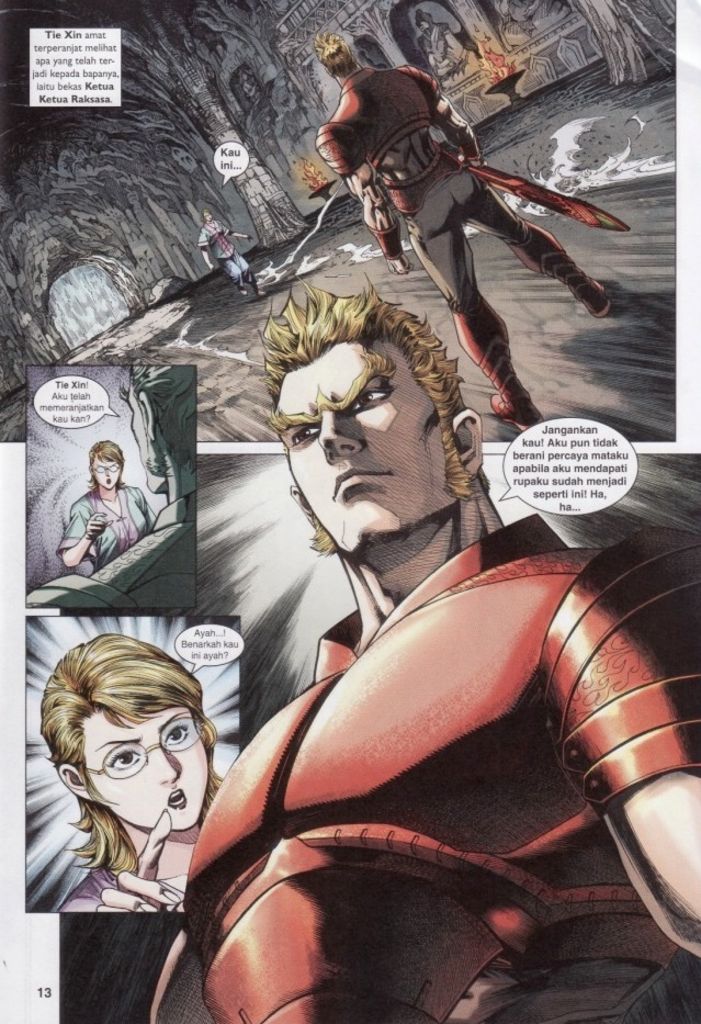 Tie Xin amat
terperanjat melihat
apa yang telah ter-
jadi kepada bapanya,
iaitu bekas Ketua
Ketua Raksasa.
Kau
ini...
Tie Xin!
Aku telah
memeranjatkan
kau kan?
Jangankan
kau! Aku pun tidak
berani percaya mataku
apabila aku mendapati
rupaku sudah menjadi
seperti ini! Ha,
ha...
Ayah...!
Benarkah kau
ini ayah?
13